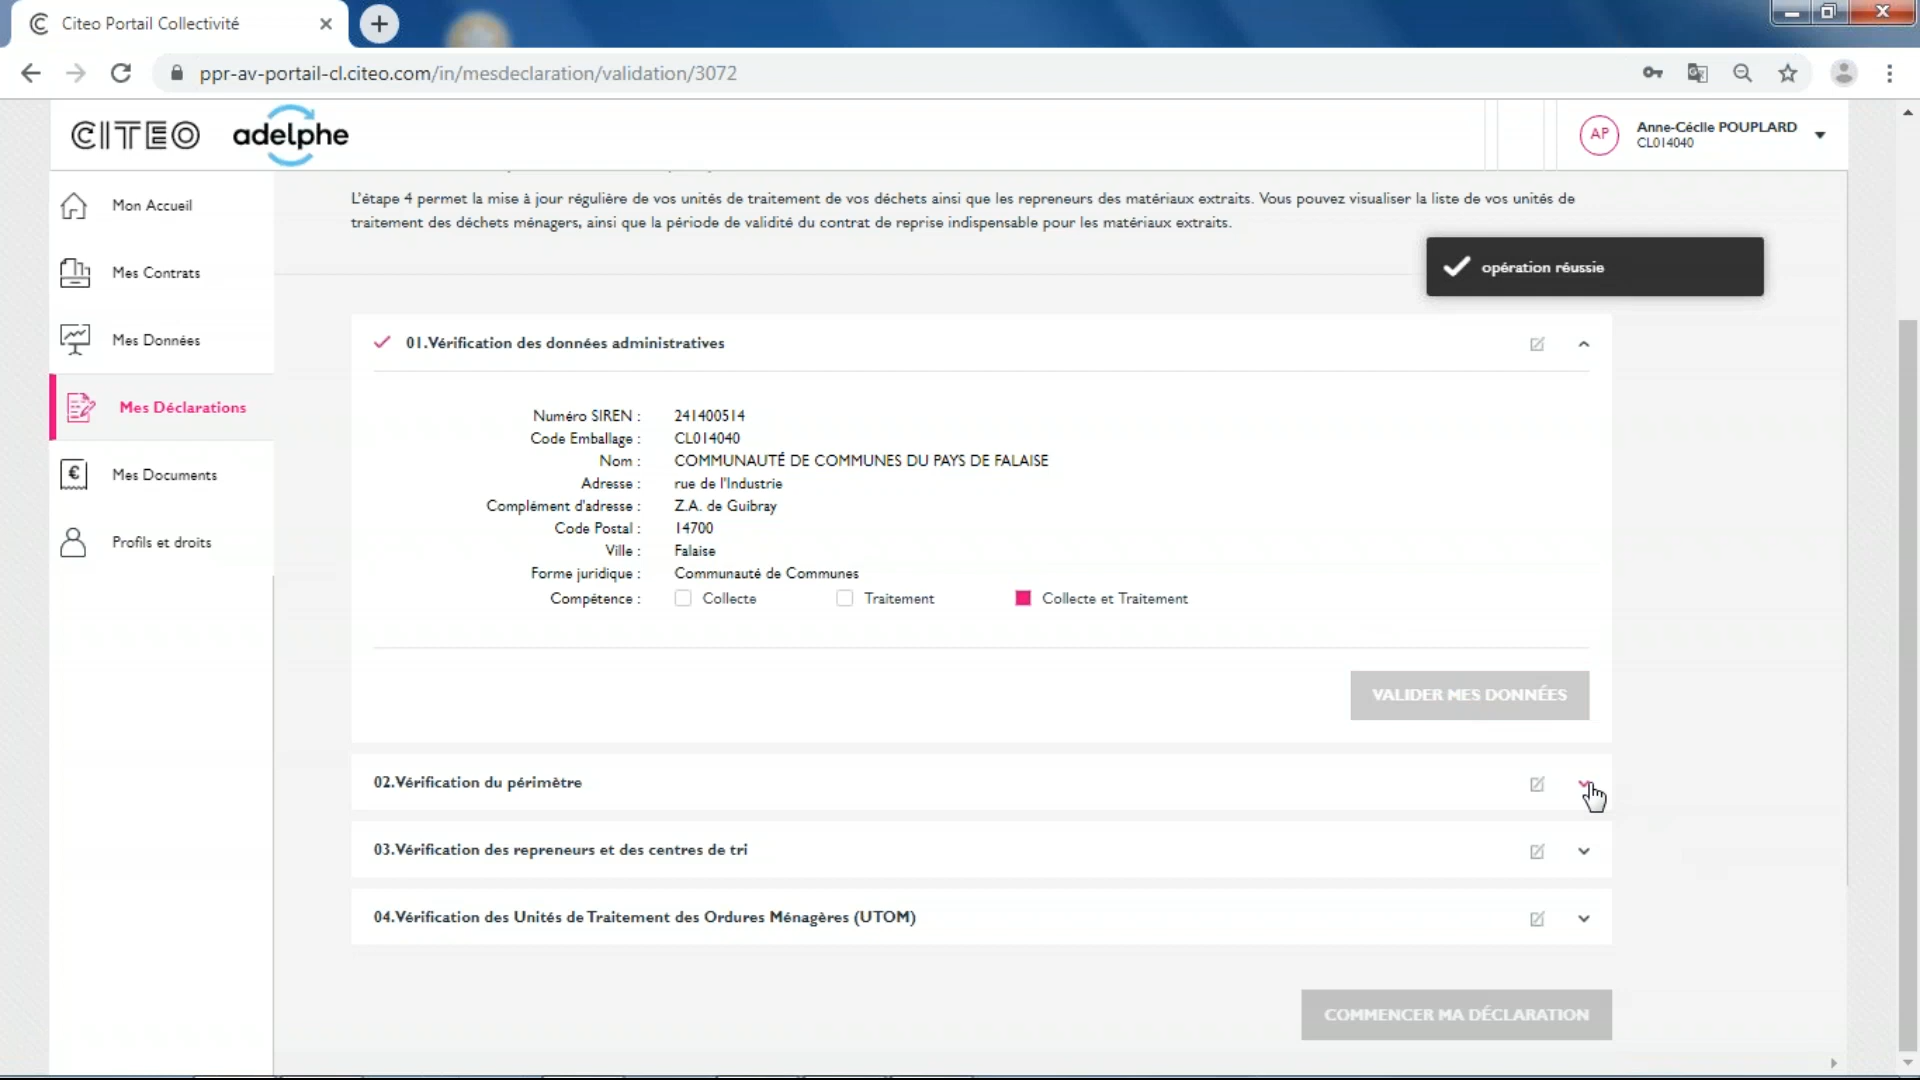 Citeo Portail Collectivité
ppr-av-portail-cl.citeo.com/in/mesdeclaration/validation/3072
CITEO
adelphe
AP
Anne-Céclle POUPLARD
CL014040
Mon Accueil
Mes Contrats
Mes Données
Mes Déclarations
Mes Documents
Profils et droits
L'étape 4 permet la mise à jour régulière de vos unités de traitement de vos déchets ainsi que les repreneurs des matériaux extraits. Vous pouvez visualiser la liste de vos unités de
traitement des déchets ménagers, ainsi que la période de validité du contrat de reprise indispensable pour les matériaux extraits.
opération réussie
01.Vérification des données administratives
Numéro SIREN : 241400514
Code Emballage : CL014040
Nom : COMMUNAUTÉ DE COMMUNES DU PAYS DE FALAISE
Adresse : rue de l'Industrie
Complément d'adresse : Z.A. de Guibray
Code Postal : 14700
Ville : Falaise
Forme juridique : Communauté de Communes
Compétence : Collecte Traitement Collecte et Traitement
VALIDER MES DONNÉES
02.Vérification du périmètre
03.Vérification des repreneurs et des centres de tri
04.Vérification des Unités de Traitement des Ordures Ménagères (UTOM)
COMMENCER MA DÉCLARATION